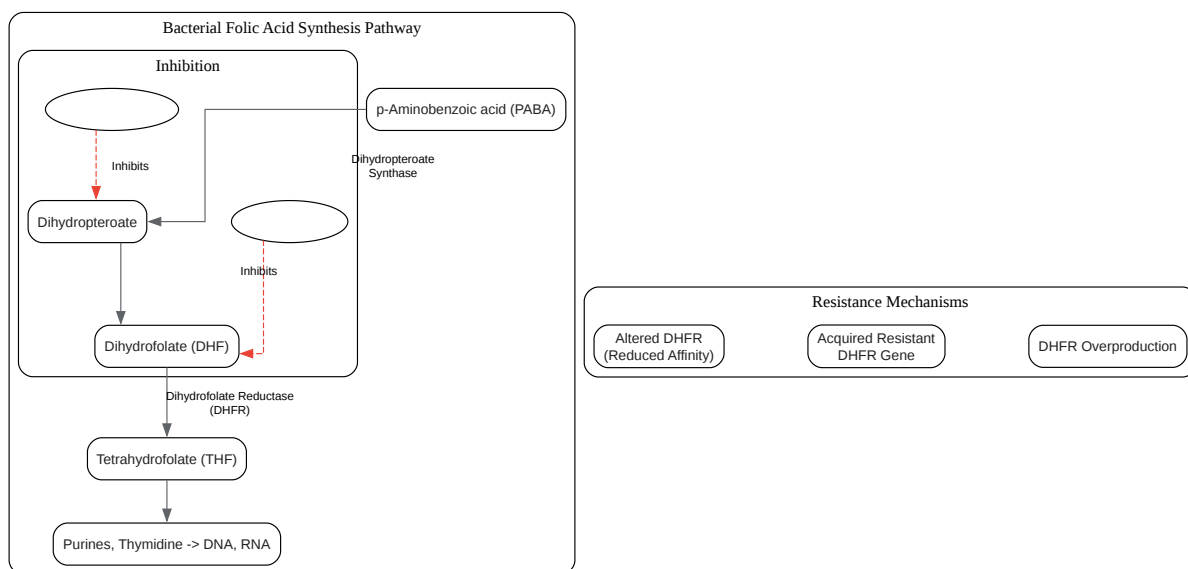 Bacterial Folic Acid Synthesis Pathway
Inhibition
p-Aminobenzoic acid (PABA)
Inhibits
Dihydropteroate
Synthase
Dihydropteroate
Inhibits
Dihydrofolate (DHF)
Dihydrofolate Reductase
(DHFR)
Tetrahydrofolate (THF)
Purines, Thymidine -> DNA, RNA
Resistance Mechanisms
Altered DHFR
(Reduced Affinity)
Acquired Resistant
DHFR Gene
DHFR Overproduction